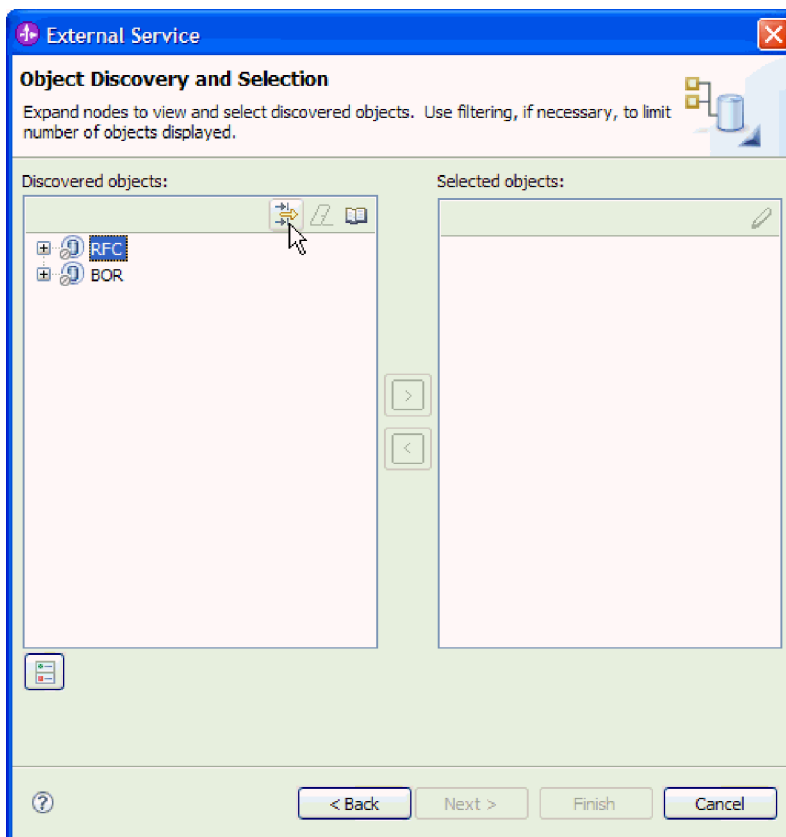 External Service
Object Discovery and Selection
Expand nodes to view and select discovered objects. Use filtering, if necessary, to limit
number of objects displayed.
Discovered objects:
Selected objects:
RFC
BOR
>
<
?
< Back
Next >
Finish
Cancel